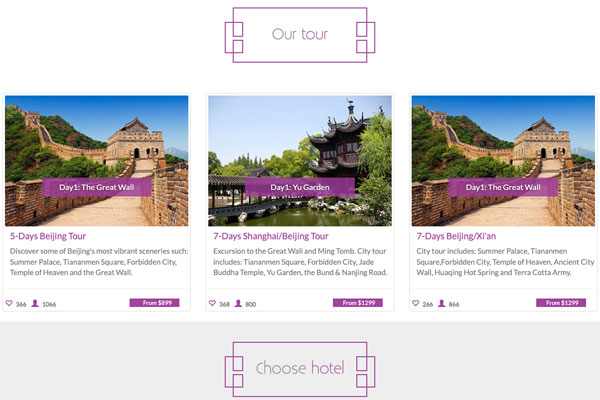 Our tour
Day1: The Great Wall
5-Days Beijing Tour
Discover some of Beijing's most vibrant sceneries such:
Summer Palace, Tiananmen Square, Forbidden City,
Temple of Heaven and the Great Wall.
366 1066 From $899
Day1: Yu Garden
7-Days Shanghai/Beijing Tour
Excursion to the Great Wall and Ming Tomb. City tour
includes: Tiananmen Square, Forbidden City, Jade
Buddha Temple, Yu Garden, the Bund & Nanjing Road.
368 800 From $1299
Day1: The Great Wall
7-Days Beijing/Xi'an
City tour includes: Summer Palace, Tiananmen
Square,Forbidden City, Temple of Heaven, Ancient City
Wall, Huaqing Hot Spring and Terra Cotta Army.
266 866 From $1299
Choose hotel